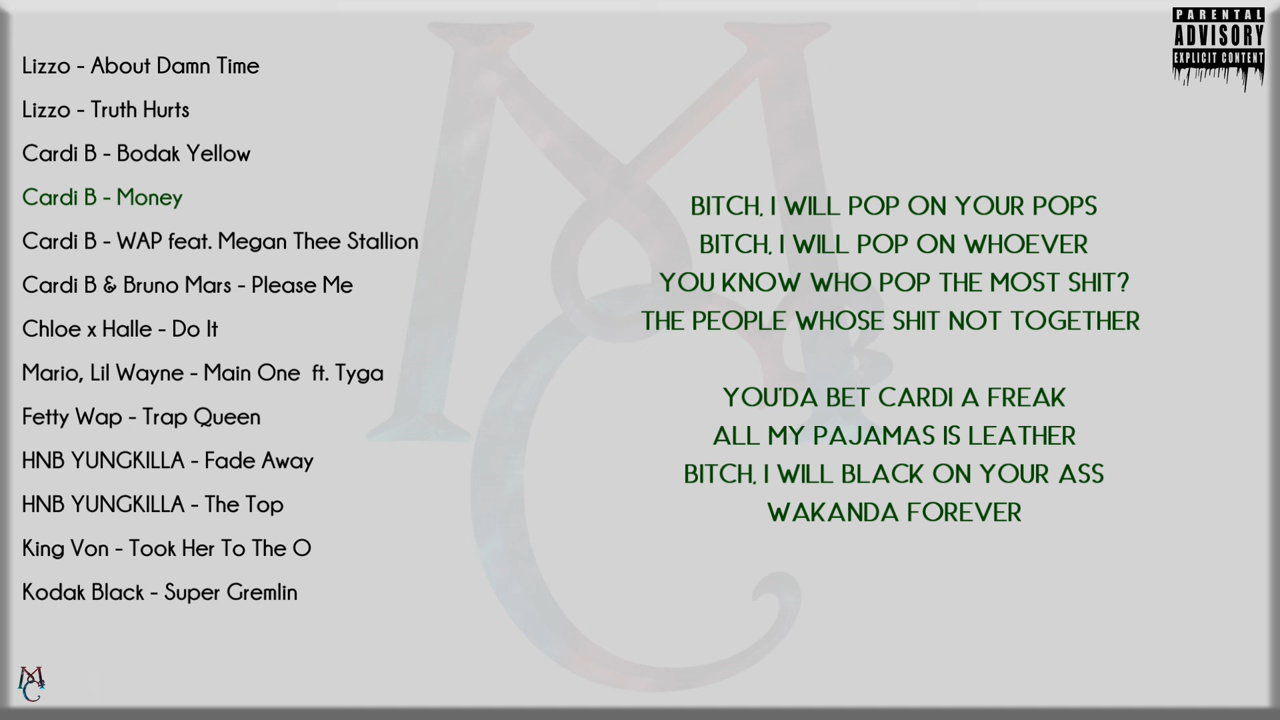 PARENTAL
ADVISORY
EXPLICIT CONTENT
Lizzo - About Damn Time
Lizzo - Truth Hurts
Cardi B - Bodak Yellow
Cardi B - Money
Cardi B - WAP feat. Megan Thee Stallion
Cardi B & Bruno Mars - Please Me
Chloe x Halle - Do It
Mario, Lil Wayne - Main One ft. Tyga
Fetty Wap - Trap Queen
HNB YUNGKILLA - Fade Away
HNB YUNGKILLA - The Top
King Von - Took Her To The O
Kodak Black - Super Gremlin
BITCH, I WILL POP ON YOUR POPS
BITCH, I WILL POP ON WHOEVER
YOU KNOW WHO POP THE MOST SHIT?
THE PEOPLE WHOSE SHIT NOT TOGETHER
YOU'DA BET CARDI A FREAK
ALL MY PAJAMAS IS LEATHER
BITCH, I WILL BLACK ON YOUR ASS
WAKANDA FOREVER